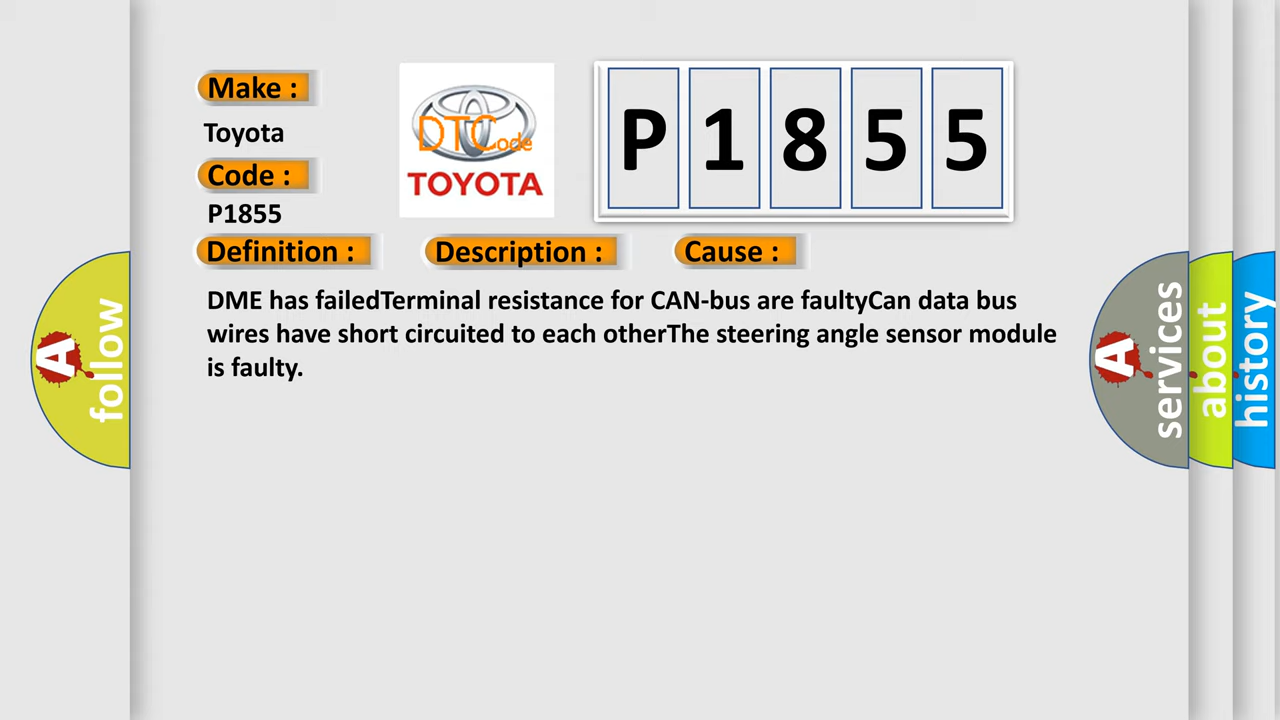 Make :
Toyota
Code :
P1855
DTCode
TOYOTA
P 1 8 5 5
Definition :
Description :
Cause :
DME has failedTerminal resistance for CAN-bus are faultyCan data bus
wires have short circuited to each otherThe steering angle sensor module
is faulty.
A
follow
A
services
about
history